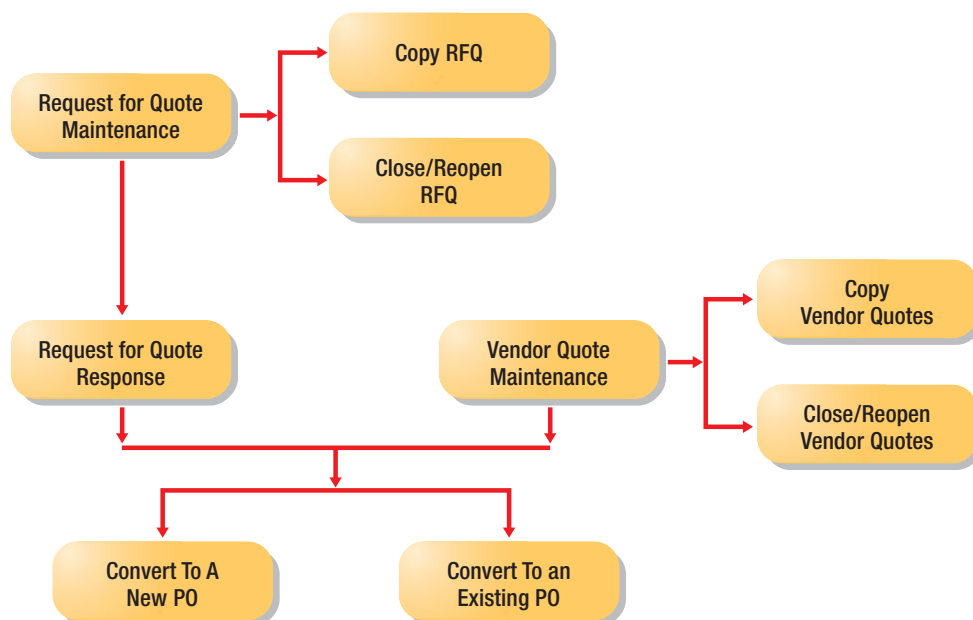 Copy RFQ
Request for Quote
Maintenance
Close/Reopen
RFQ
Copy
Vendor Quotes
Request for Quote
Response
Vendor Quote
Maintenance
Close/Reopen
Vendor Quotes
Convert To A
New PO
Convert To an
Existing PO